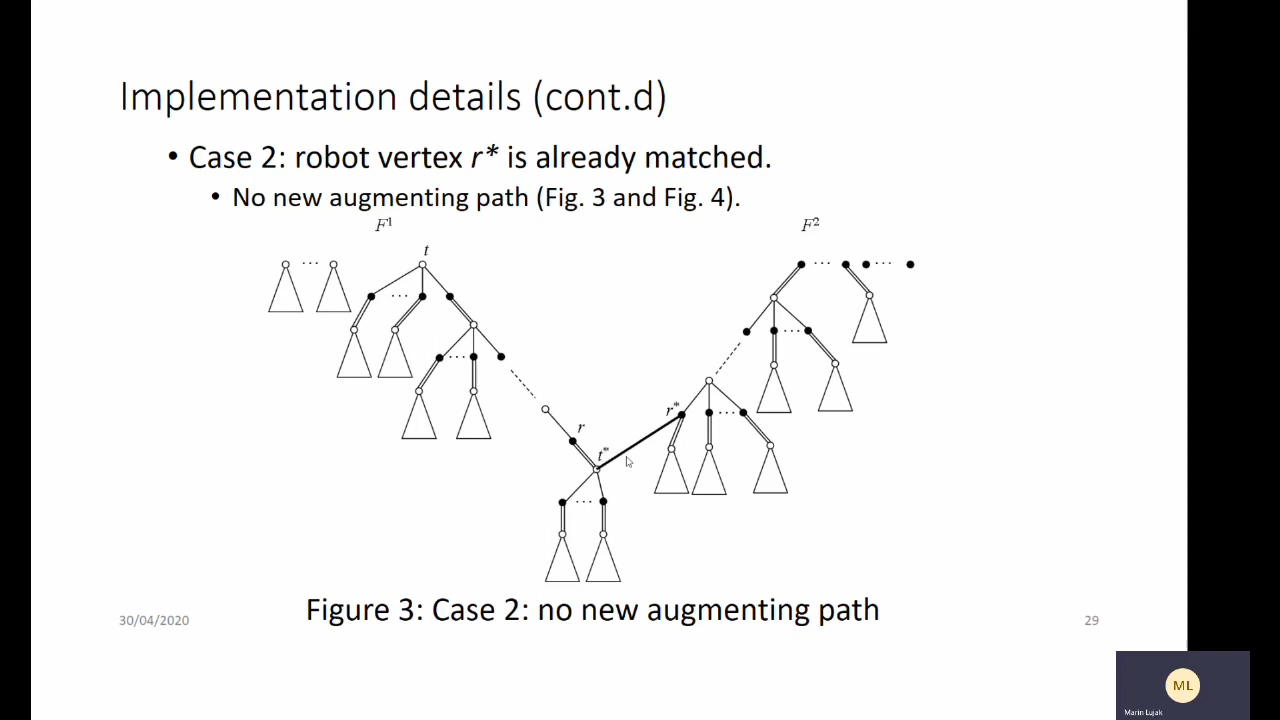 Implementation details (cont.d)
• Case 2: robot vertex r* is already matched.
• No new augmenting path (Fig. 3 and Fig. 4).
F¹
F²
t
r*
r
t*
Figure 3: Case 2: no new augmenting path
30/04/2020
29
ML
Marin Lujak